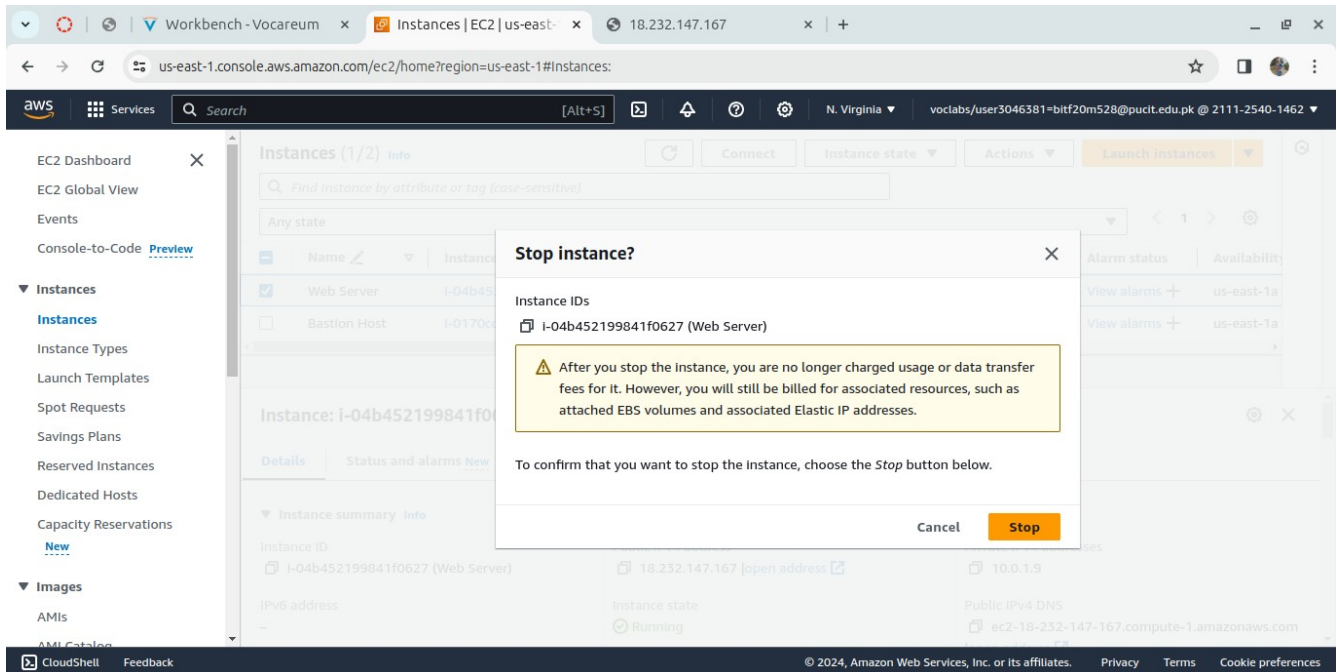 Workbench - Vocareum
Instances | EC2 | us-east-
18.232.147.167
us-east-1.console.aws.amazon.com/ec2/home?region=us-east-1#Instances:
aws
Services
Search
[Alt+S]
N. Virginia
voclabs/user3046381=bitf20m528@pucit.edu.pk @ 2111-2540-1462
EC2 Dashboard
EC2 Global View
Events
Console-to-Code Preview
Instances
Instances
Instance Types
Launch Templates
Spot Requests
Savings Plans
Reserved Instances
Dedicated Hosts
Capacity Reservations
New
Images
AMIs
AMI Catalog
Instances (1/2) Info
Connect
Instance state
Actions
Launch instances
Find Instance by attribute or tag (case-sensitive)
Any state
1
Name
Instance
Alarm status
Availability
Web Server
i-04b45
View alarms
us-east-1a
Bastion Host
i-0170cc
View alarms
us-east-1a
Stop instance?
Instance IDs
i-04b452199841f0627 (Web Server)
After you stop the instance, you are no longer charged usage or data transfer
fees for it. However, you will still be billed for associated resources, such as
attached EBS volumes and associated Elastic IP addresses.
To confirm that you want to stop the instance, choose the Stop button below.
Cancel
Stop
Instance: i-04b452199841f0
Details
Status and alarms New
Instance summary Info
Instance ID
i-04b452199841f0627 (Web Server)
18.232.147.167 |open address
10.0.1.9
IPv6 address
–
Instance state
Running
Public IPv4 DNS
ec2-18-232-147-167.compute-1.amazonaws.com
CloudShell
Feedback
© 2024, Amazon Web Services, Inc. or its affiliates.
Privacy
Terms
Cookie preferences